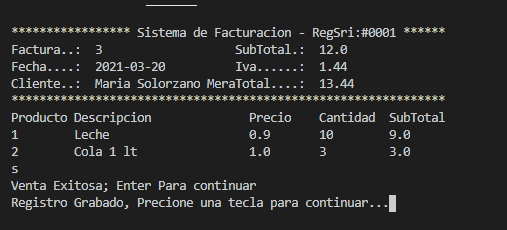 ***************** Sistema de Facturacion - RegSri:#0001 ******
Factura..: 3 SubTotal.: 12.0
Fecha....: 2021-03-20 Iva......: 1.44
Cliente..: Maria Solorzano MeraTotal....: 13.44
**************************************************************
Producto Descripcion Precio Cantidad SubTotal
1 Leche 0.9 10 9.0
2 Cola 1 lt 1.0 3 3.0
s
Venta Exitosa; Enter Para continuar
Registro Grabado, Precione una tecla para continuar...